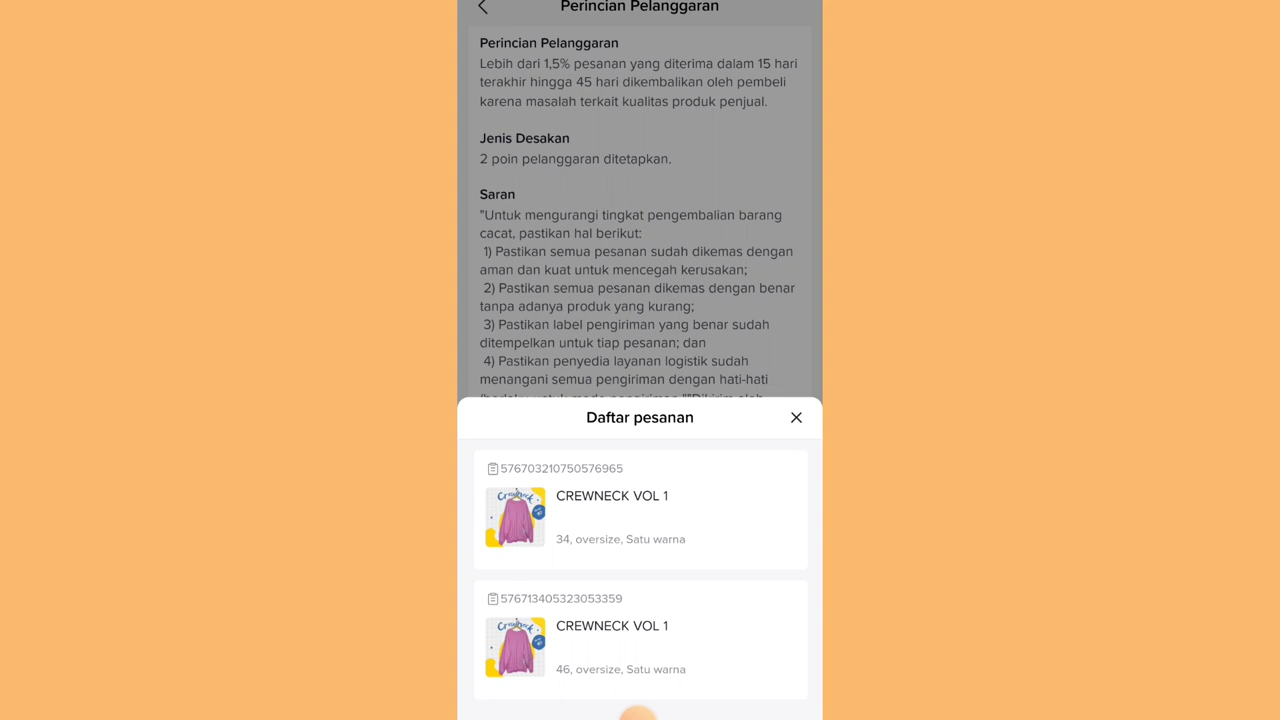 Perincian Pelanggaran
Perincian Pelanggaran
Lebih dari 1,5% pesanan yang diterima dalam 15 hari
terakhir hingga 45 hari dikembalikan oleh pembeli
karena masalah terkait kualitas produk penjual.
Jenis Desakan
2 poin pelanggaran ditetapkan.
Saran
"Untuk mengurangi tingkat pengembalian barang
cacat, pastikan hal berikut:
1) Pastikan semua pesanan sudah dikemas dengan
aman dan kuat untuk mencegah kerusakan;
2) Pastikan semua pesanan dikemas dengan benar
tanpa adanya produk yang kurang;
3) Pastikan label pengiriman yang benar sudah
ditempelkan untuk tiap pesanan; dan
4) Pastikan penyedia layanan logistik sudah
menangani semua pengiriman dengan hati-hati
Daftar pesanan
576703210750576965
Crewneck
CREWNECK VOL 1
34, oversize, Satu warna
576713405323053359
Crewneck
CREWNECK VOL 1
46, oversize, Satu warna